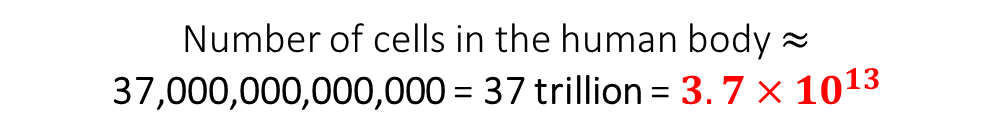 Number of cells in the human body ≈
37,000,000,000,000 = 37 trillion = 3.7 × 10¹³